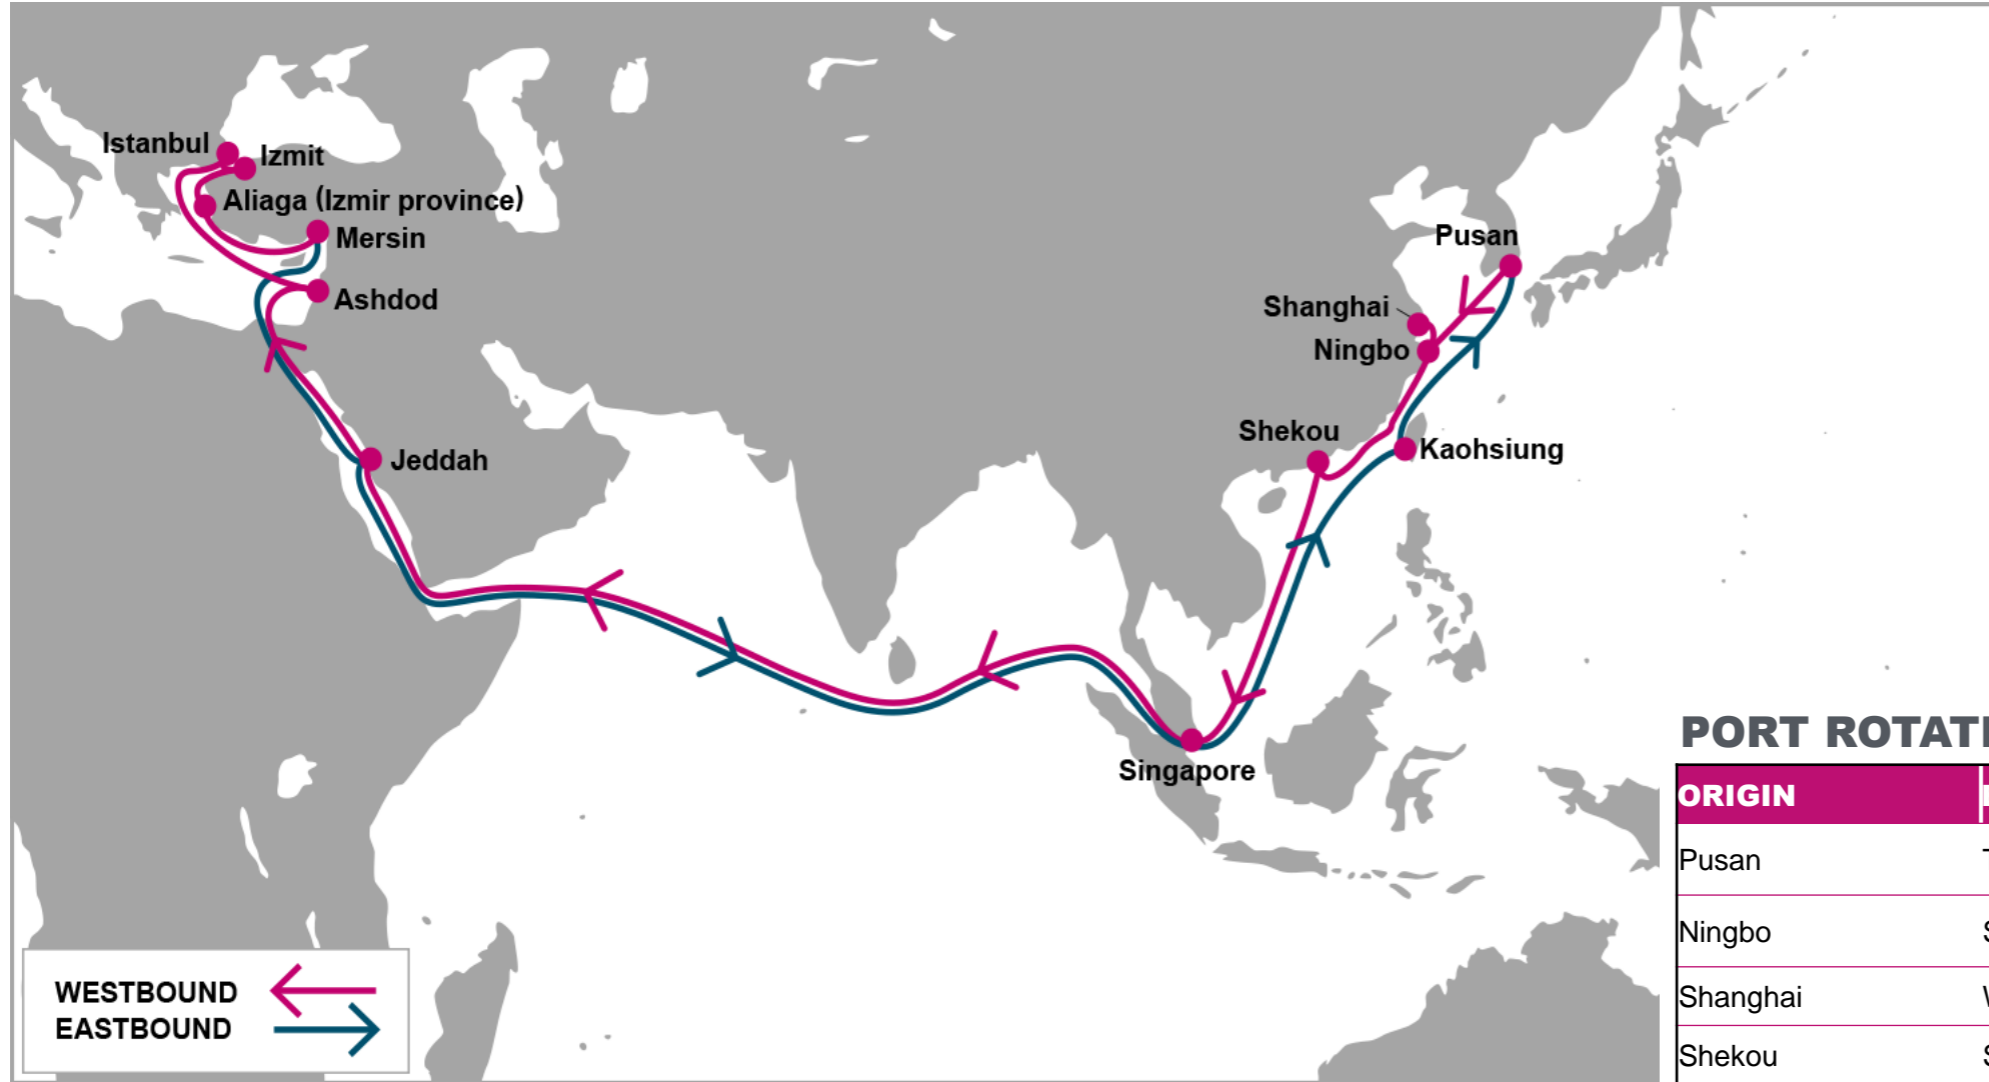 Istanbul
Izmit
Aliaga (Izmir province)
Mersin
Ashdod
Jeddah
Pusan
Shanghai
Ningbo
Shekou
Kaohsiung
Singapore
WESTBOUND
EASTBOUND
ORIGIN
Pusan
Ningbo
Shanghai
Shekou
PORT